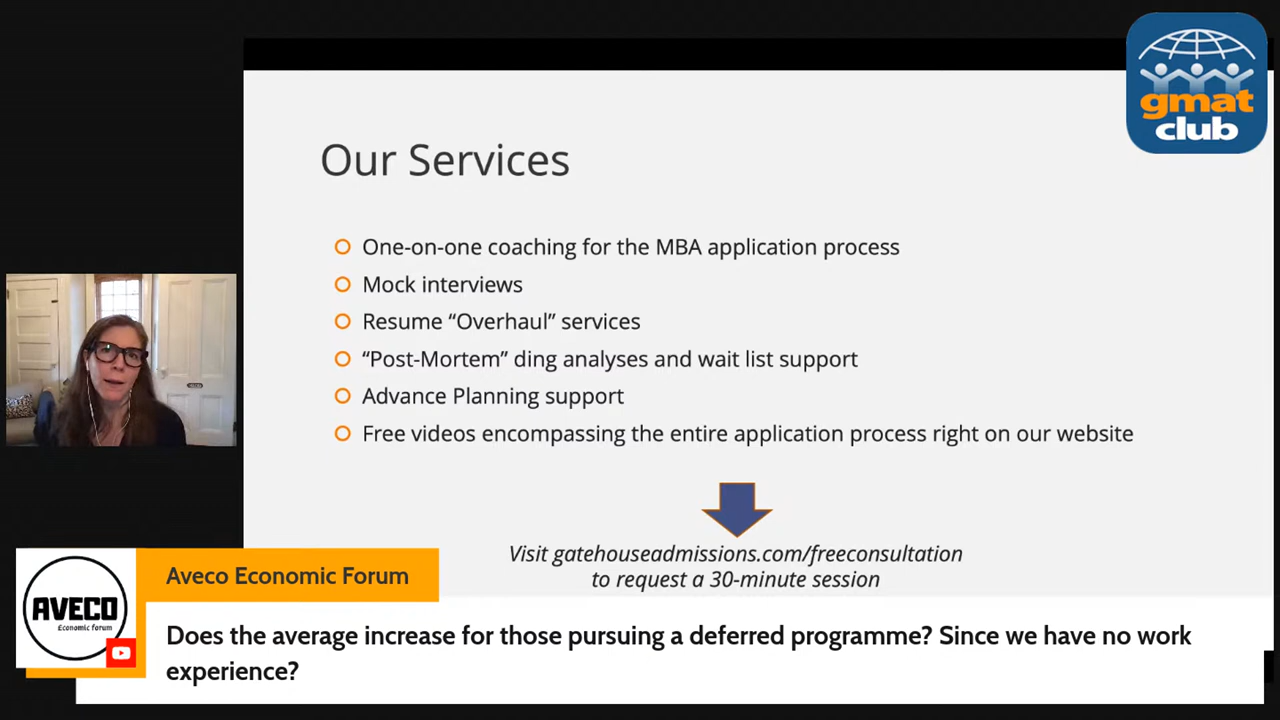 gmat
club
Our Services
One-on-one coaching for the MBA application process
Mock interviews
Resume “Overhaul” services
“Post-Mortem” ding analyses and wait list support
Advance Planning support
Free videos encompassing the entire application process right on our website
Visit gatehouseadmissions.com/freeconsultation
to request a 30-minute session
AVECO
Economic forum
Aveco Economic Forum
Does the average increase for those pursuing a deferred programme? Since we have no work
experience?